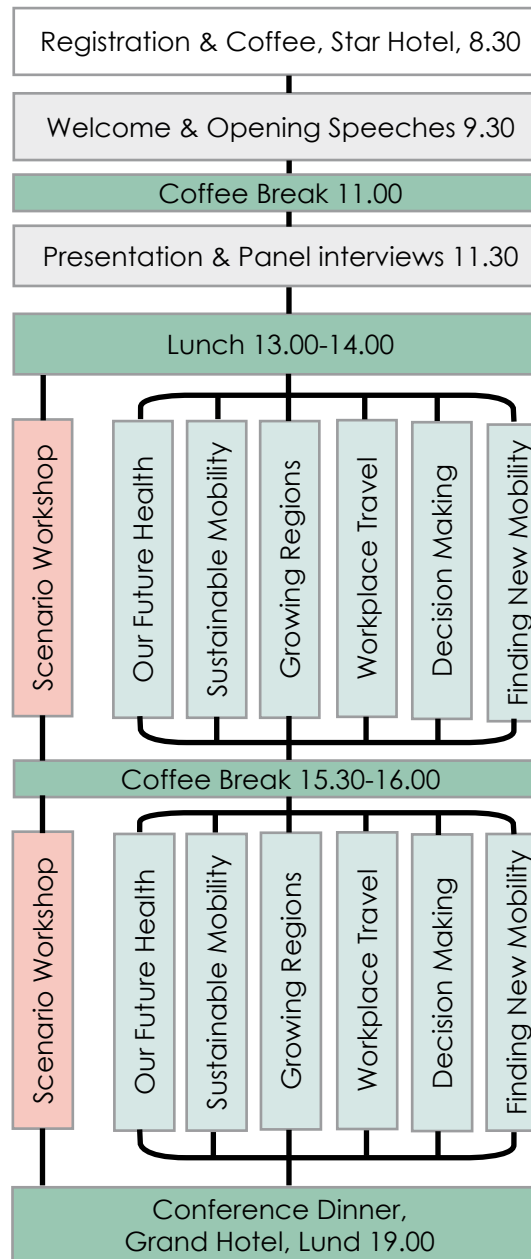 Registration & Coffee, Star Hotel, 8.30
Welcome & Opening Speeches 9.30
Coffee Break 11.00
Presentation & Panel interviews 11.30
Lunch 13.00-14.00
Scenario Workshop
Our Future Health
Sustainable Mobility
Growing Regions
Workplace Travel
Decision Making
Finding New Mobility
Coffee Break 15.30-16.00
Scenario Workshop
Our Future Health
Sustainable Mobility
Growing Regions
Workplace Travel
Decision Making
Finding New Mobility
Conference Dinner,
Grand Hotel, Lund 19.00